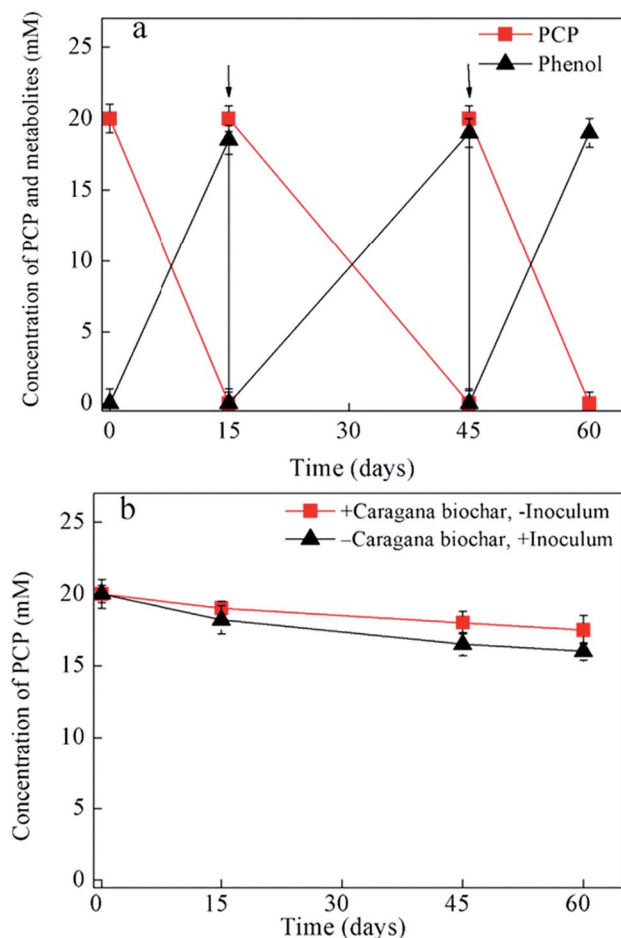 a
PCP
Phenol
Concentration of PCP and metabolites (mM)
25
20
15
10
5
0
0 15 30 45 60
Time (days)
b
+Caragana biochar, -Inoculum
–Caragana biochar, +Inoculum
Concentration of PCP (mM)
25
20
15
10
5
0
0 15 30 45 60
Time (days)